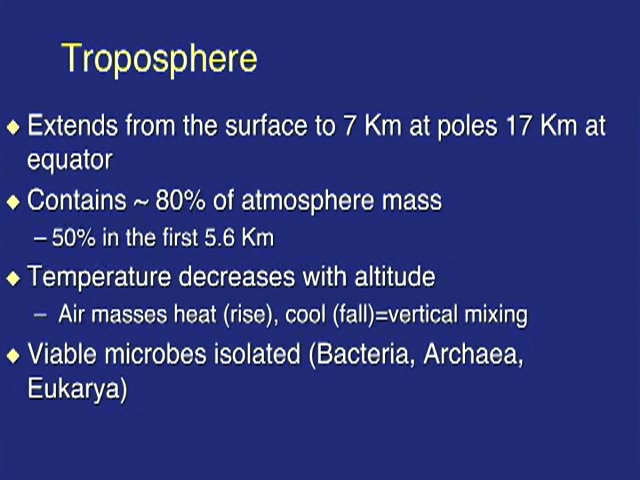 Troposphere
◆ Extends from the surface to 7 Km at poles 17 Km at
equator
◆ Contains ~ 80% of atmosphere mass
– 50% in the first 5.6 Km
◆ Temperature decreases with altitude
– Air masses heat (rise), cool (fall)=vertical mixing
◆ Viable microbes isolated (Bacteria, Archaea,
Eukarya)